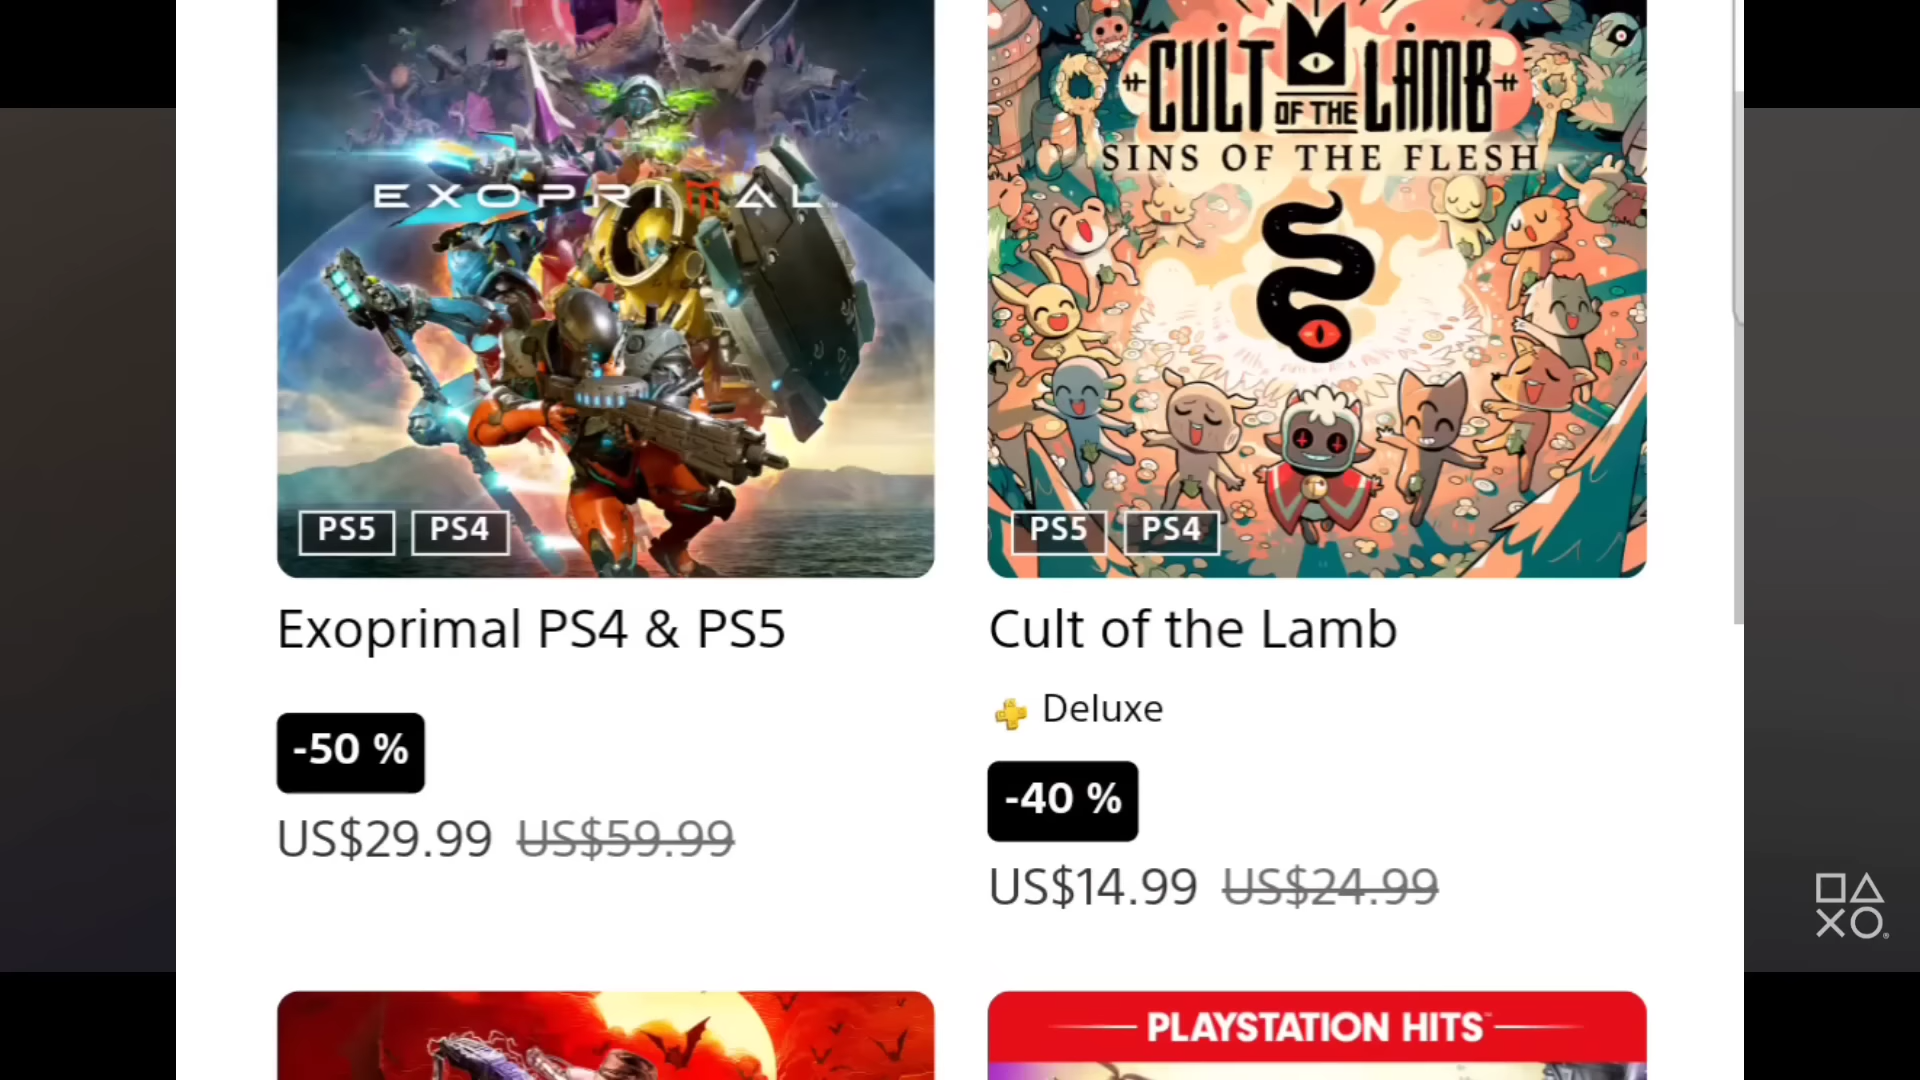 EXOPRIMAL
PS5 PS4
Exoprimal PS4 & PS5
-50 %
US$29.99 US$59.99
CULT OF THE LAMB
SINS OF THE FLESH
PS5 PS4
Cult of the Lamb
Deluxe
-40 %
US$14.99 US$24.99
PLAYSTATION HITS